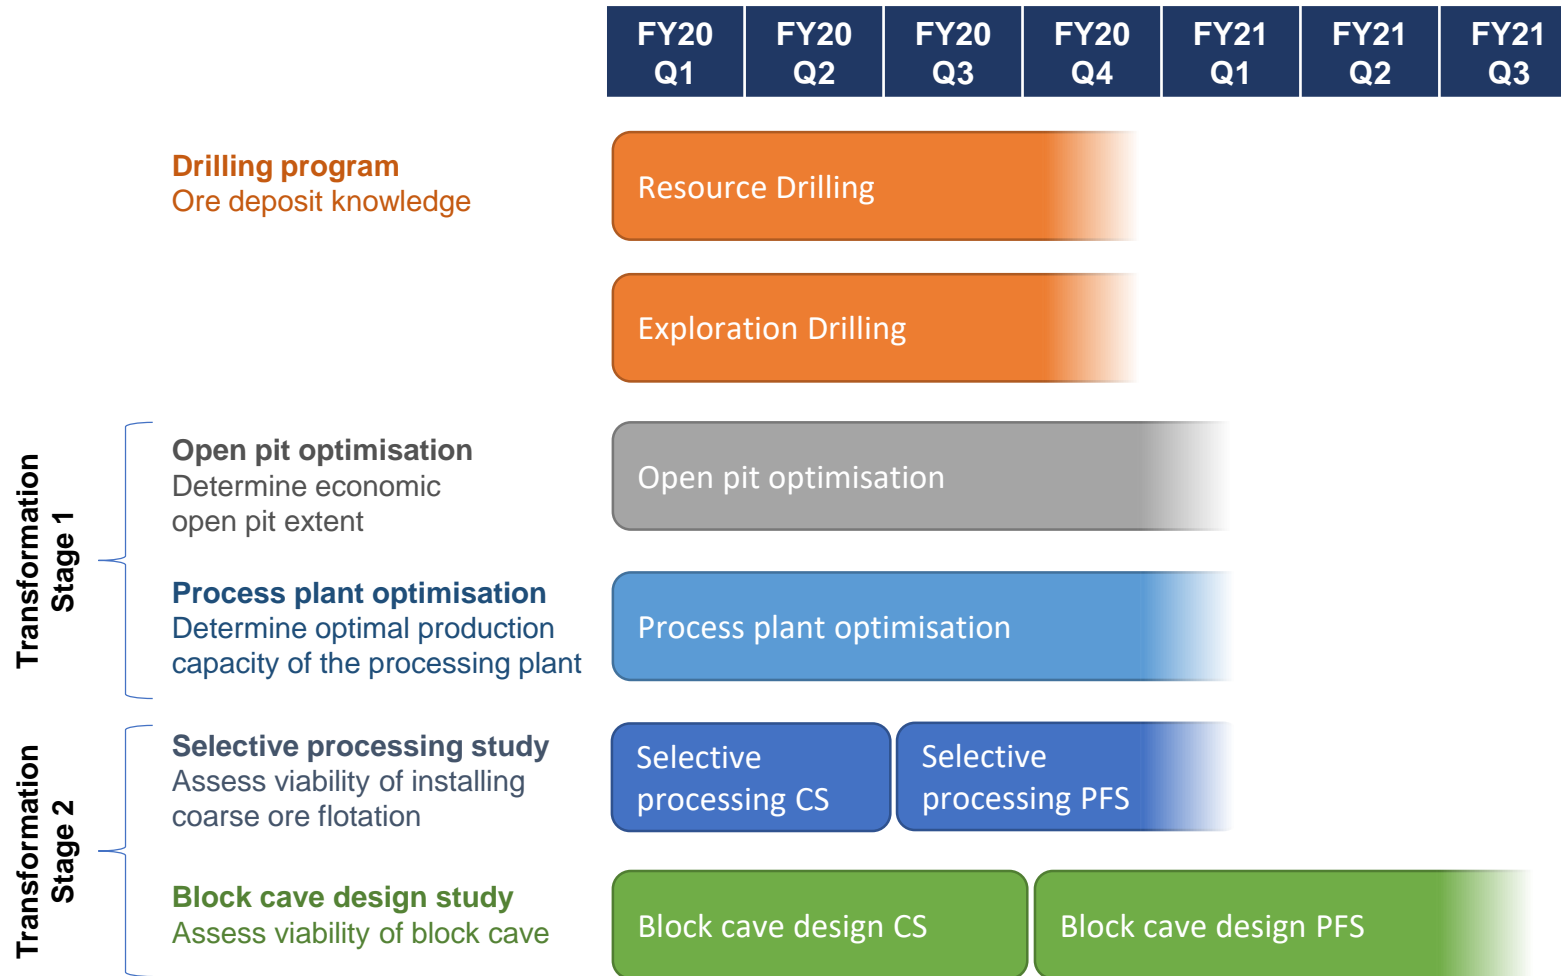 FY20
Q1
FY20
Q2
FY20
Q3
FY20
Q4
FY21
Q1
FY21
Q2
FY21
Q3
Drilling program
Ore deposit knowledge
Resource Drilling
Exploration Drilling
Transformation
Stage 1
Open pit optimisation
Determine economic
open pit extent
Open pit optimisation
Process plant optimisation
Determine optimal production
capacity of the processing plant
Process plant optimisation
Transformation
Stage 2
Selective processing study
Assess viability of installing
coarse ore flotation
Selective
processing CS
Selective
processing PFS
Block cave design study
Assess viability of block cave
Block cave design CS
Block cave design PFS